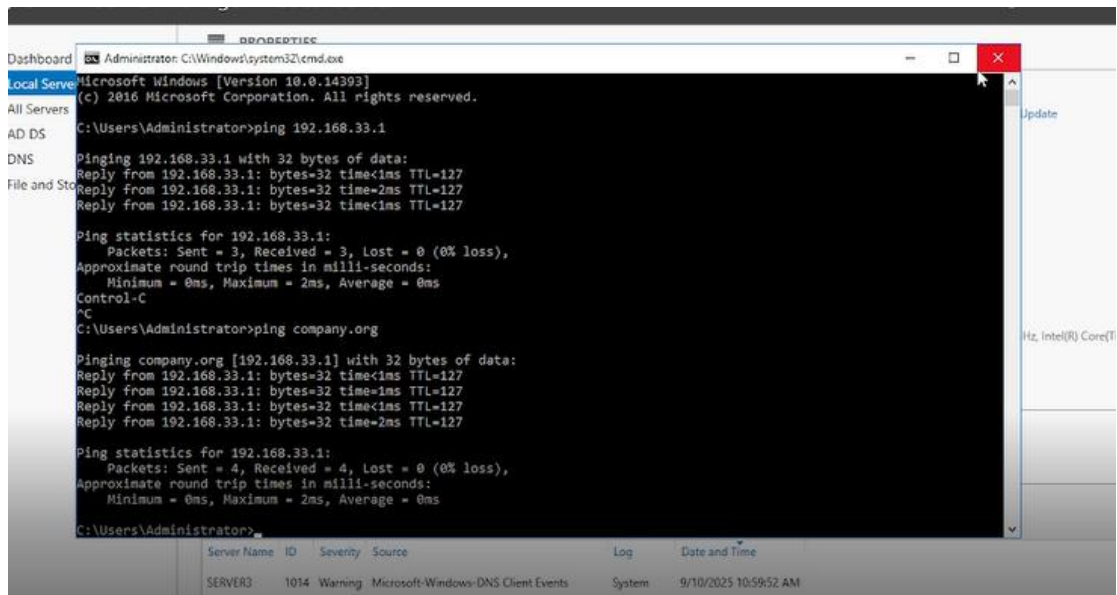 PROPERTIES
Dashboard
Local Serve
All Servers
AD DS
DNS
File and Sto
Administrator: C:\Windows\system32\cmd.exe
Microsoft Windows [Version 10.0.14393]
(c) 2016 Microsoft Corporation. All rights reserved.
C:\Users\Administrator>ping 192.168.33.1
Pinging 192.168.33.1 with 32 bytes of data:
Reply from 192.168.33.1: bytes=32 time<1ms TTL=127
Reply from 192.168.33.1: bytes=32 time=2ms TTL=127
Reply from 192.168.33.1: bytes=32 time<1ms TTL=127
Ping statistics for 192.168.33.1:
Packets: Sent = 3, Received = 3, Lost = 0 (0% loss),
Approximate round trip times in milli-seconds:
Minimum = 0ms, Maximum = 2ms, Average = 0ms
Control-C
^C
C:\Users\Administrator>ping company.org
Pinging company.org [192.168.33.1] with 32 bytes of data:
Reply from 192.168.33.1: bytes=32 time<1ms TTL=127
Reply from 192.168.33.1: bytes=32 time=1ms TTL=127
Reply from 192.168.33.1: bytes=32 time<1ms TTL=127
Reply from 192.168.33.1: bytes=32 time=2ms TTL=127
Ping statistics for 192.168.33.1:
Packets: Sent = 4, Received = 4, Lost = 0 (0% loss),
Approximate round trip times in milli-seconds:
Minimum = 0ms, Maximum = 2ms, Average = 0ms
C:\Users\Administrator>_
Update
Hz, Intel(R) Core(T
Server Name ID Severity Source Log Date and Time
SERVER3 1014 Warning Microsoft-Windows-DNS Client Events System 9/10/2025 10:59:52 AM